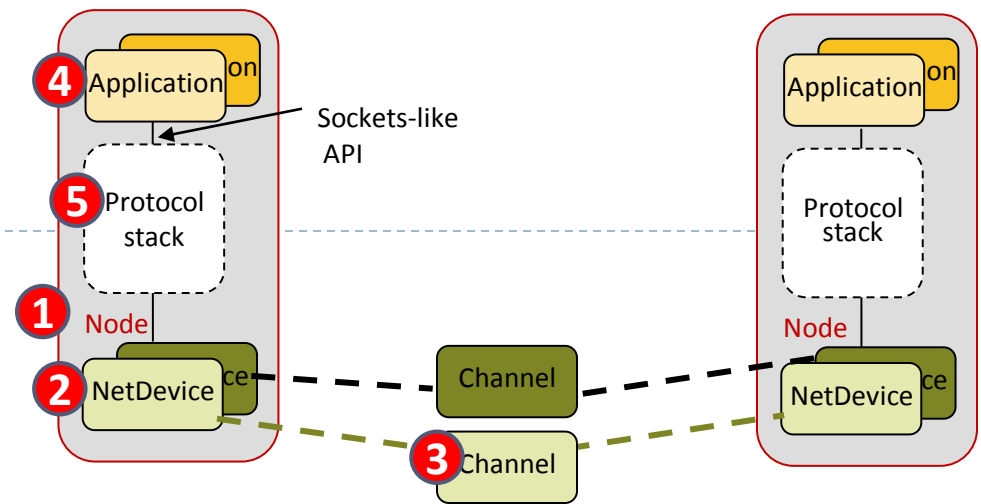 4
Application
on
Sockets-like
API
5
Protocol
stack
1
Node
2
NetDevice
ce
Channel
3
Channel
Application
on
Protocol
stack
Node
NetDevice
ce